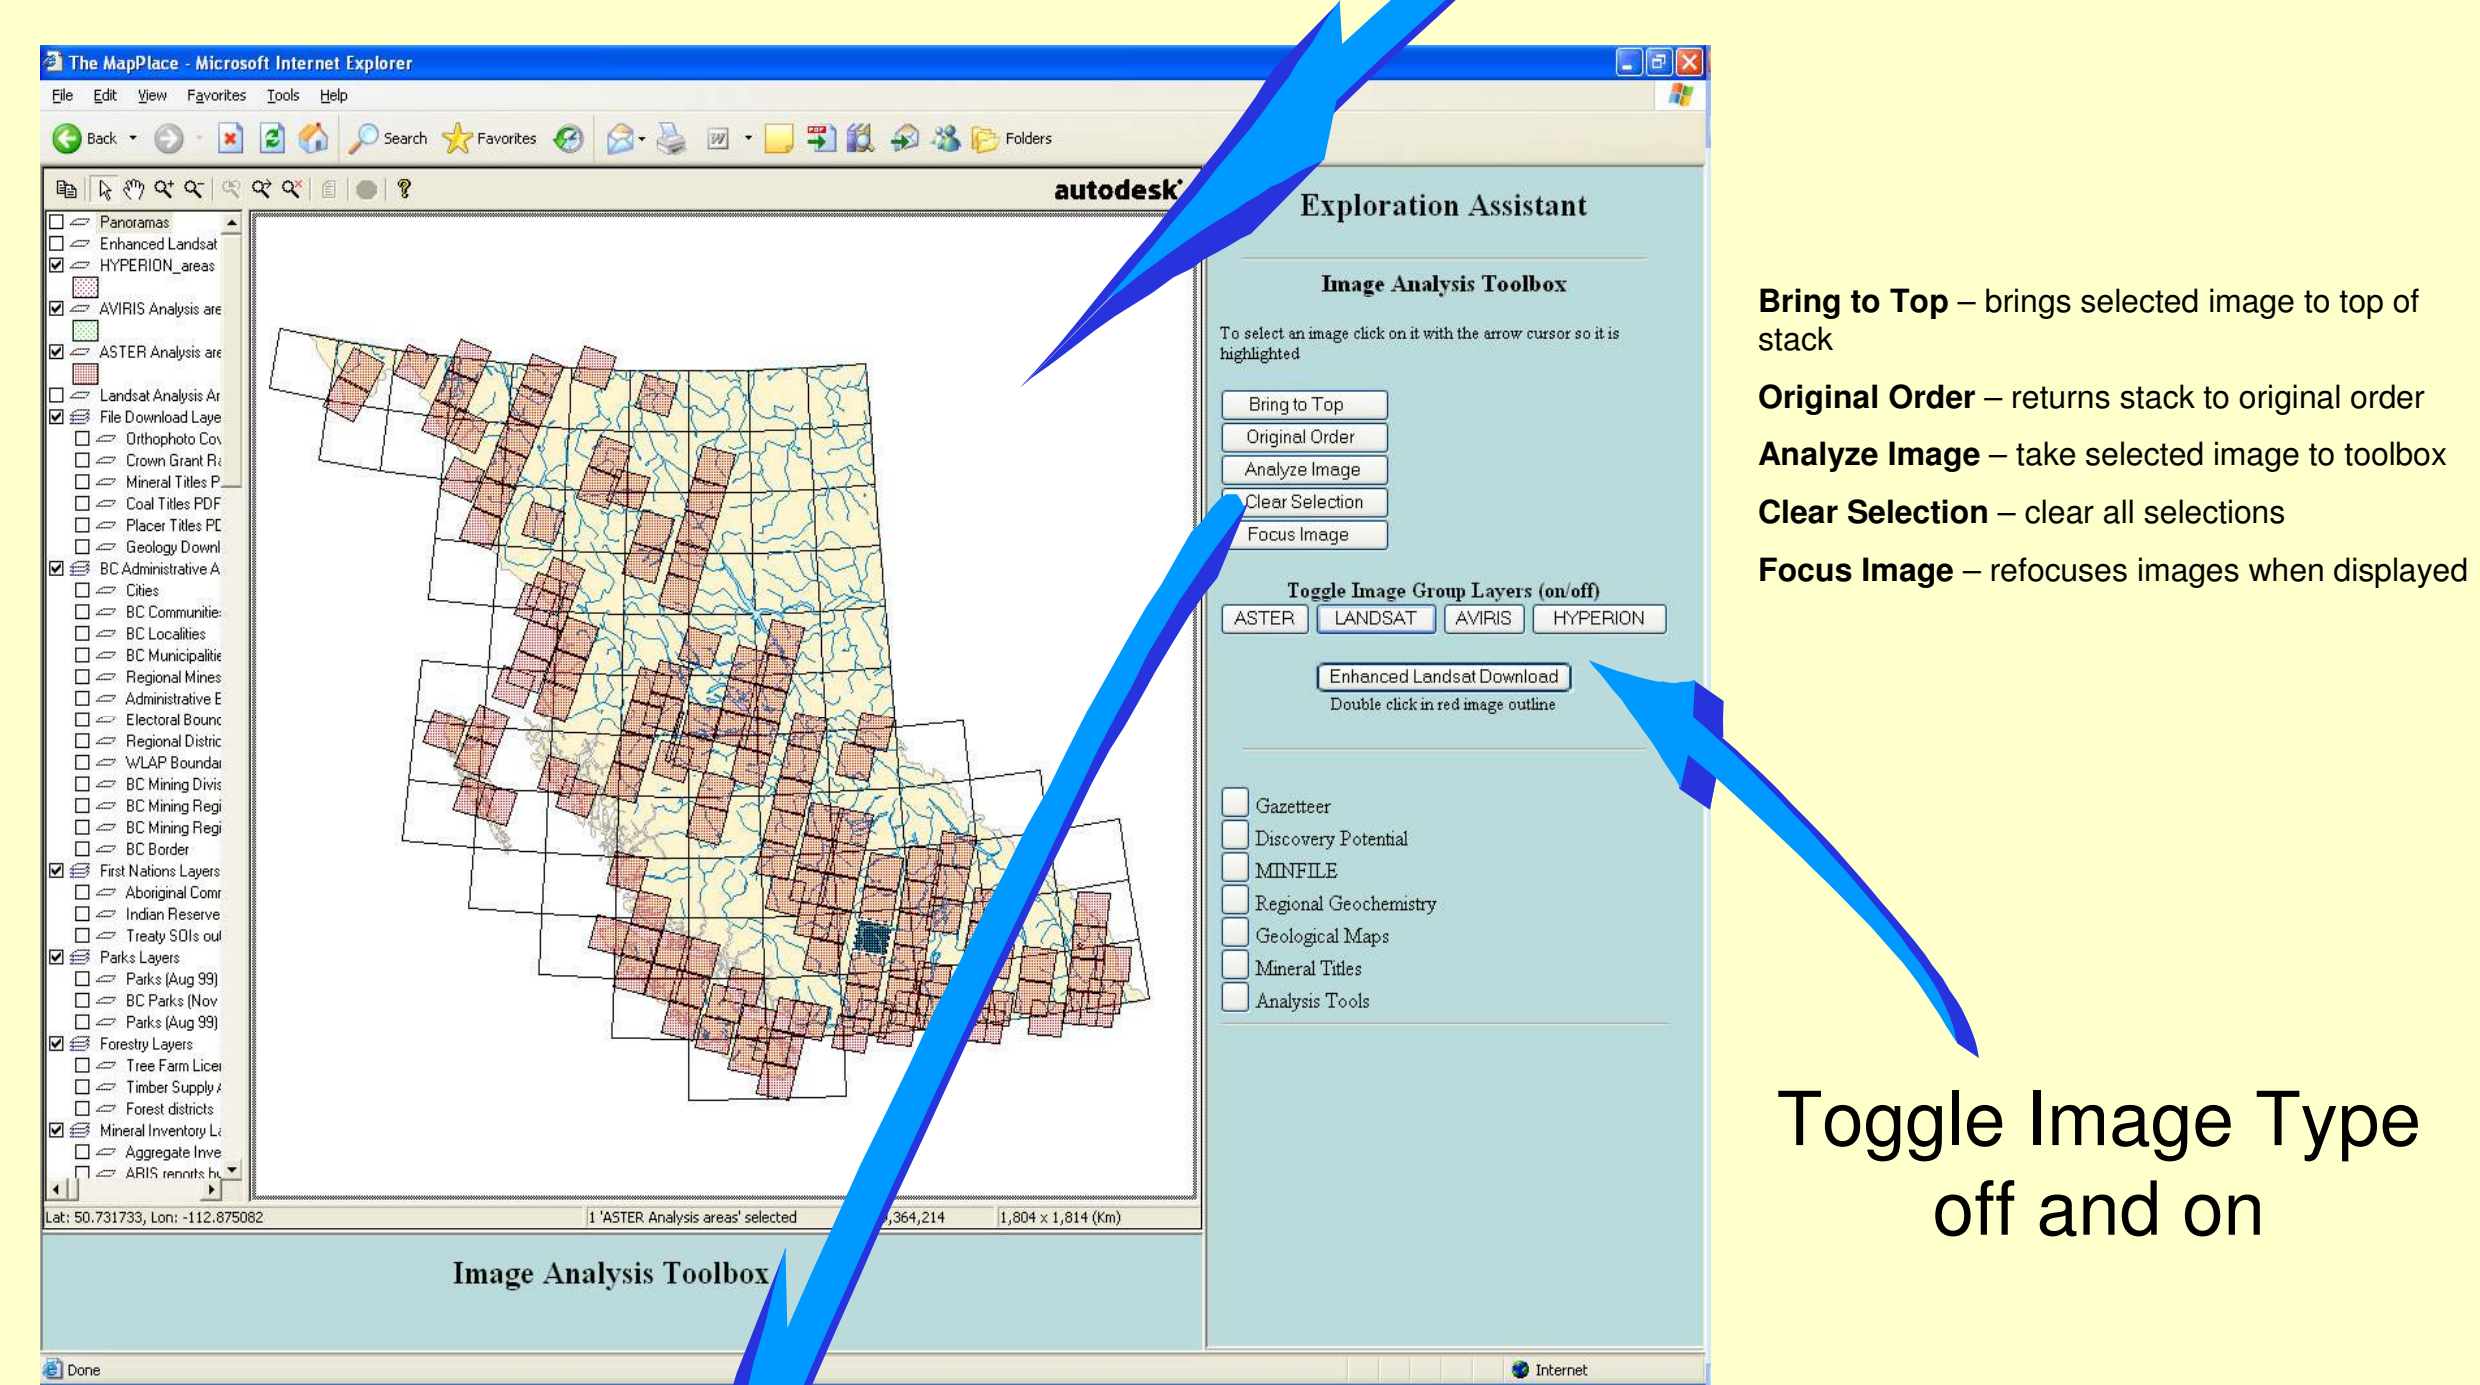 The MapPlace - Microsoft Internet Explorer
File Edit View Favorites Tools Help
Back Search Favorites Folders
autodesk
Panoramas
Enhanced Landsat
HYPERION_areas
AVIRIS Analysis are
ASTER Analysis are
Landsat Analysis Ar
File Download Laye
Orthophoto Cov
Crown Grant Ra
Mineral Titles P
Coal Titles PDF
Placer Titles PD
Geology Downl
BC Administrative A
Cities
BC Communitie
BC Localities
BC Municipalitie
Regional Mines
Administrative E
Electoral Bounc
Regional Distric
WLAP Boundar
BC Mining Divis
BC Mining Regi
BC Mining Regi
BC Border
First Nations Layers
Aboriginal Comr
Indian Reserve
Treaty SOIs out
Parks Layers
Parks (Aug 99)
BC Parks (Nov
Parks (Aug 99)
Forestry Layers
Tree Farm Licer
Timber Supply A
Forest districts
Mineral Inventory La
Aggregate Inve
ARIS reports by
Lat: 50.731733, Lon: -112.875082
1 'ASTER Analysis areas' selected
,364,214
1,804 x 1,814 (Km)
Image Analysis Toolbox
Done
Internet
Exploration Assistant
Image Analysis Toolbox
To select an image click on it with the arrow cursor so it is
highlighted
Bring to Top
Original Order
Analyze Image
Clear Selection
Focus Image
Toggle Image Group Layers (on/off)
ASTER LANDSAT AVIRIS HYPERION
Enhanced Landsat Download
Double click in red image outline
Gazetteer
Discovery Potential
MINFILE
Regional Geochemistry
Geological Maps
Mineral Titles
Analysis Tools
Bring to Top – brings selected image to top of
stack
Original Order – returns stack to original order
Analyze Image – take selected image to toolbox
Clear Selection – clear all selections
Focus Image – refocuses images when displayed
Toggle Image Type
off and on